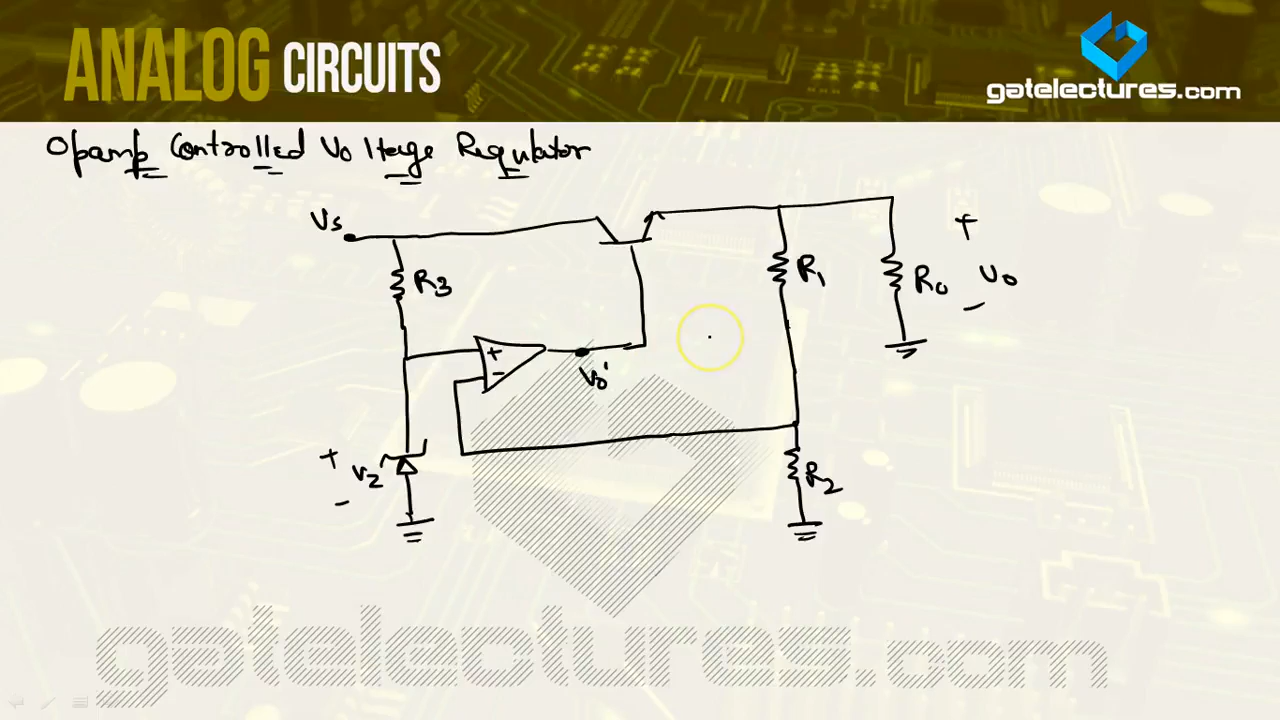 ANALOG CIRCUITS
gatelectures.com
Opamp Controlled Voltage Regulator
Vs
R3
R1
R0
+
V0
-
+
-
V0'
+
Vz
-
R2
gatelectures.com